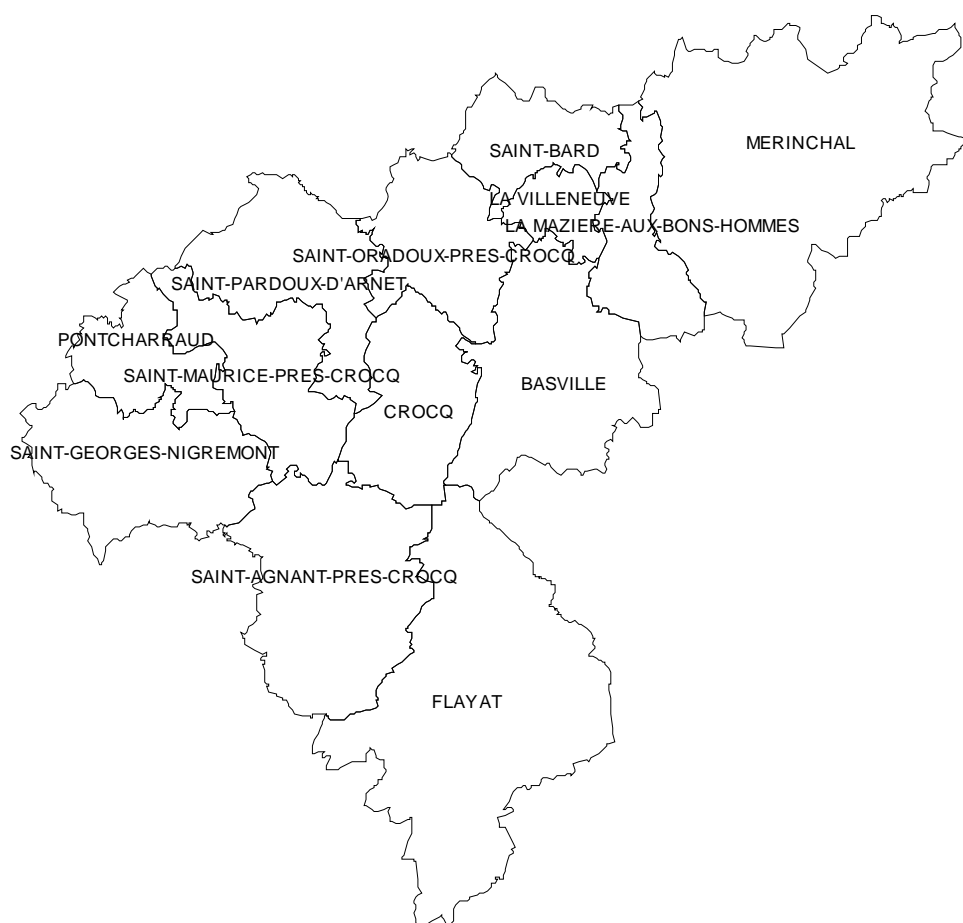 MERINCHAL
SAINT-BARD
LA VILLENEUVE
LA MAZIERE-AUX-BONS-HOMMES
SAINT-ORADOUX-PRES-CROCQ
SAINT-PARDOUX-D'ARNET
PONTCHARRAUD
SAINT-MAURICE-PRES-CROCQ
BASVILLE
CROCQ
SAINT-GEORGES-NIGREMONT
SAINT-AGNANT-PRES-CROCQ
FLAYAT